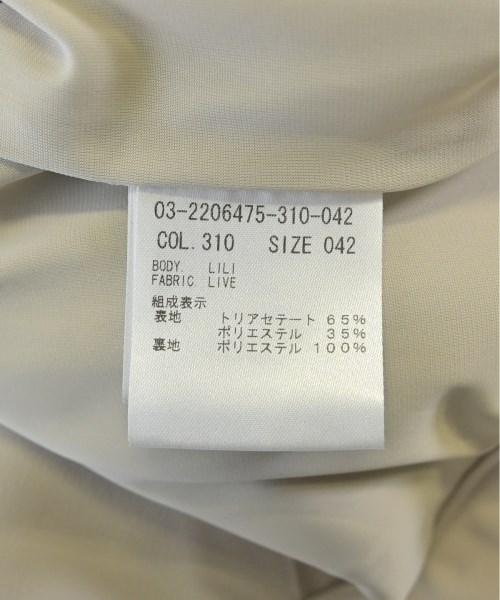 03-2206475-310-042
COL. 310 SIZE 042
BODY. LILI
FABRIC LIVE
組成表示
表地 トリアセテート 65%
ポリエステル 35%
裏地 ポリエステル 100%